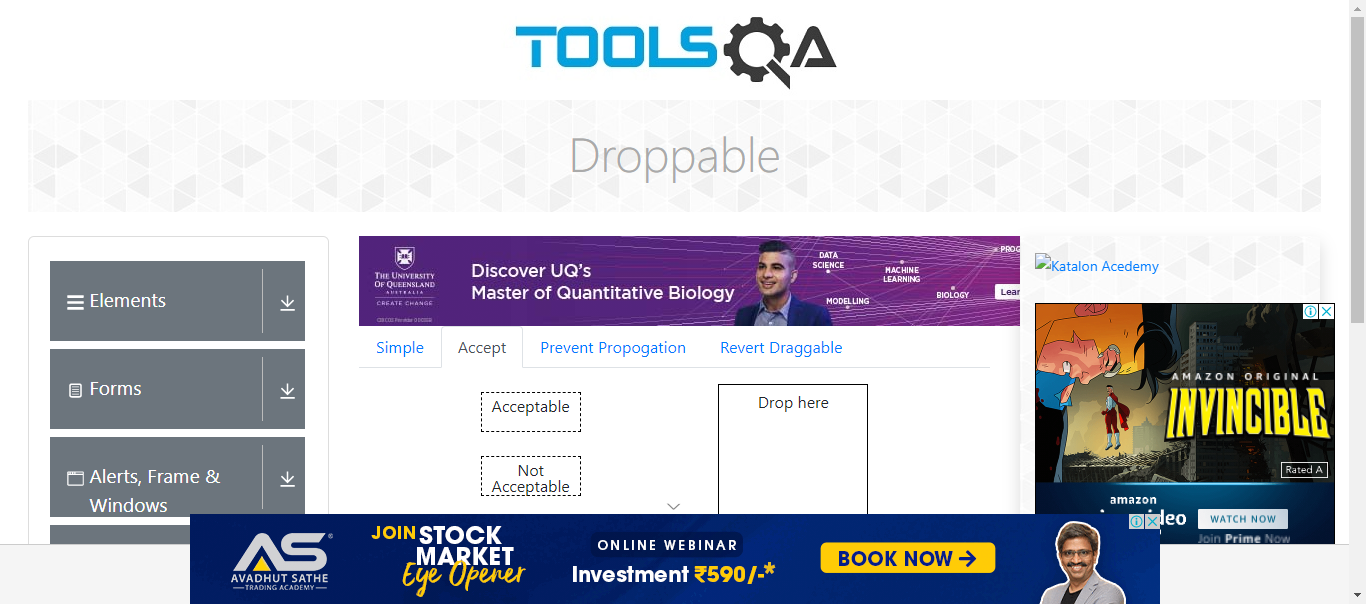 TOOLSQA
Droppable
Elements
Forms
Alerts, Frame &
Windows
THE UNIVERSITY
OF QUEENSLAND
AUSTRALIA
CREATE CHANGE
Discover UQ's
Master of Quantitative Biology
DATA
SCIENCE
MACHINE
LEARNING
MODELLING
BIOLOGY
PROG
Lear
Simple
Accept
Prevent Propogation
Revert Draggable
Acceptable
Not
Acceptable
Drop here
Katalon Acedemy
AMAZON ORIGINAL
INVINCIBLE
Rated A
amazon
deo
WATCH NOW
Join Prime Now
AS
AVADHUT SATHE
TRADING ACADEMY
JOIN STOCK
MARKET
Eye Opener
ONLINE WEBINAR
Investment ₹590/-*
BOOK NOW →